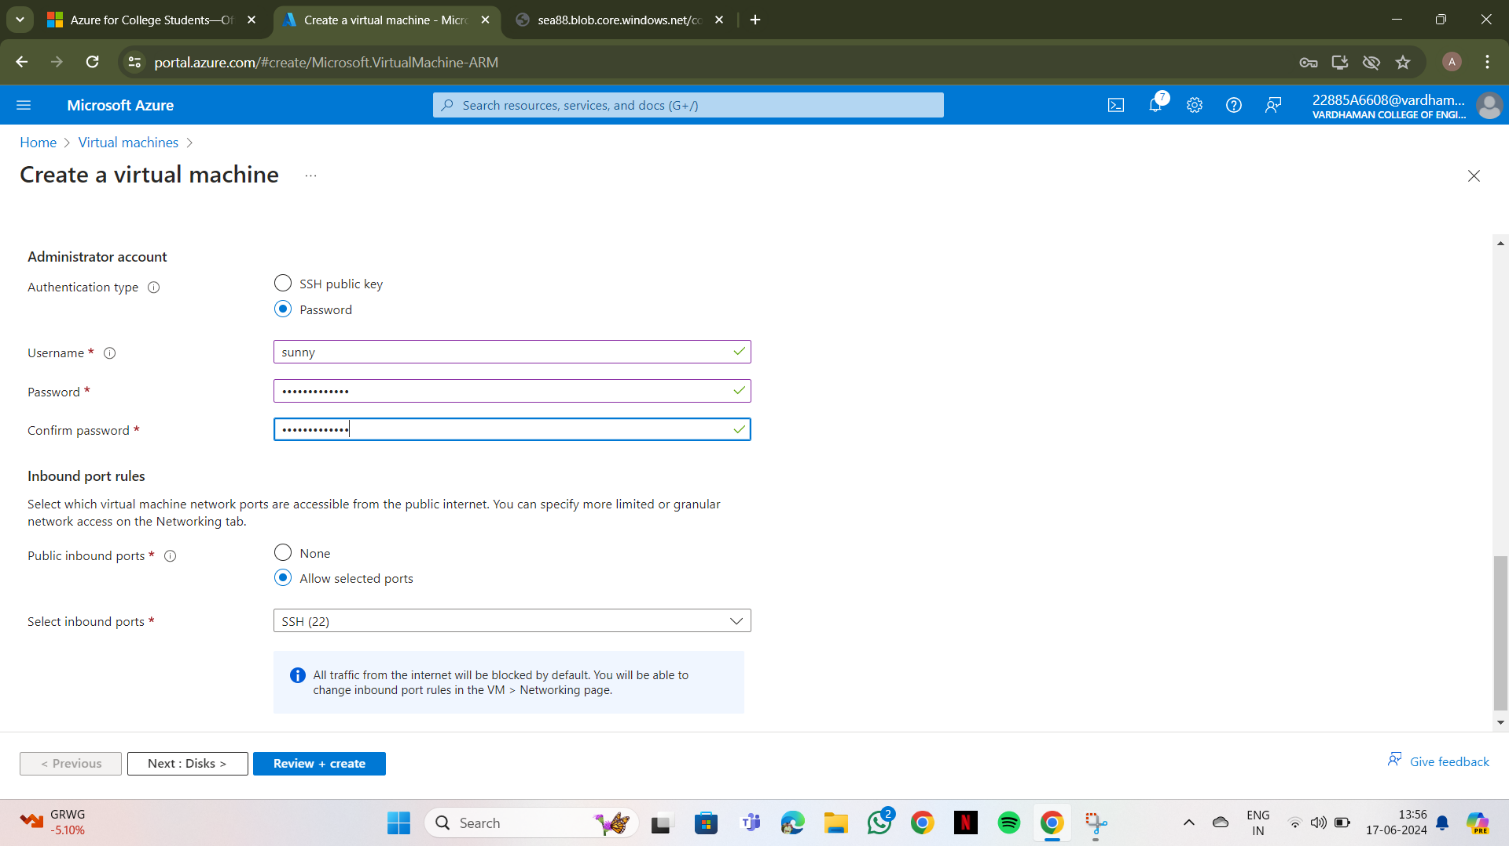 Azure for College Students—Of
Create a virtual machine - Micro
sea88.blob.core.windows.net/co
portal.azure.com/#create/Microsoft.VirtualMachine-ARM
A
Microsoft Azure
Search resources, services, and docs (G+/)
7
22885A6608@vardham...
VARDHAMAN COLLEGE OF ENGI...
Home > Virtual machines >
Create a virtual machine ...
Administrator account
Authentication type
SSH public key
Password
Username *
sunny
Password *
•••••••••••••
Confirm password *
•••••••••••••
Inbound port rules
Select which virtual machine network ports are accessible from the public internet. You can specify more limited or granular
network access on the Networking tab.
Public inbound ports *
None
Allow selected ports
Select inbound ports *
SSH (22)
All traffic from the internet will be blocked by default. You will be able to
change inbound port rules in the VM > Networking page.
< Previous
Next : Disks >
Review + create
Give feedback
GRWG
-5.10%
Search
2
ENG
IN
13:56
17-06-2024
PRE